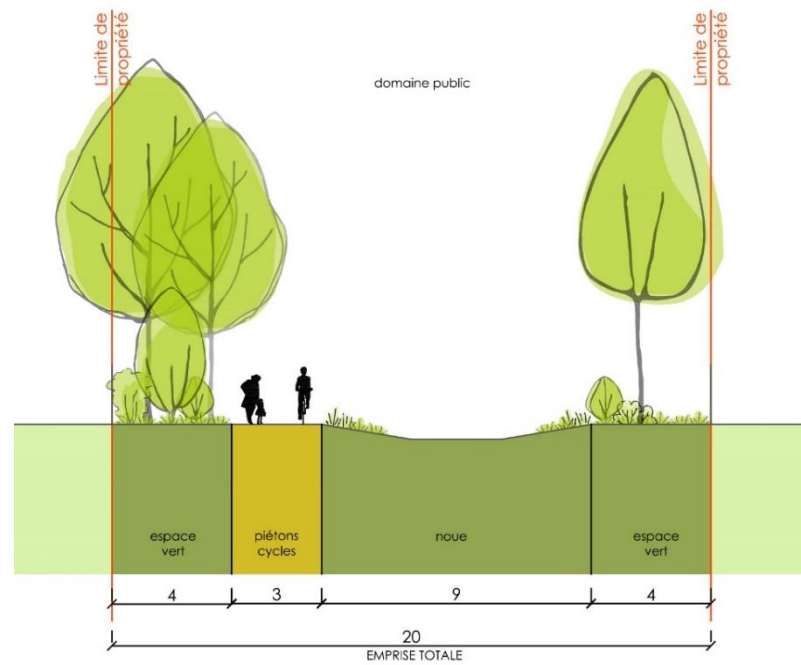 Limite de
propriété
domaine public
Limite de
propriété
espace
vert
piétons
cycles
noue
espace
vert
4
3
9
4
20
EMPRISE TOTALE